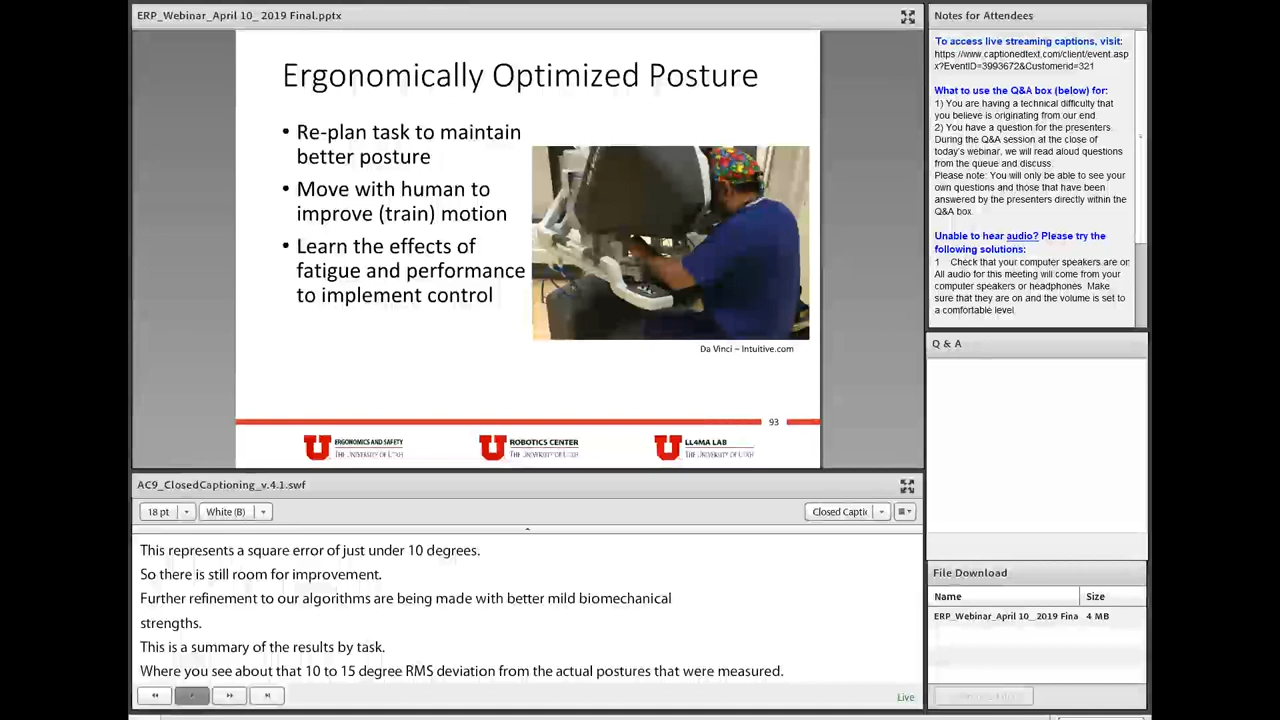 ERP_Webinar_April 10_ 2019 Final.pptx
Ergonomically Optimized Posture
• Re-plan task to maintain
better posture
• Move with human to
improve (train) motion
• Learn the effects of
fatigue and performance
to implement control
Da Vinci – Intuitive.com
93
ERGONOMICS AND SAFETY
THE UNIVERSITY OF UTAH
ROBOTICS CENTER
THE UNIVERSITY OF UTAH
LL4MA LAB
THE UNIVERSITY OF UTAH
AC9_ClosedCaptioning_v.4.1.swf
18 pt
White (B)
Closed Captic
This represents a square error of just under 10 degrees.
So there is still room for improvement.
Further refinement to our algorithms are being made with better mild biomechanical
strengths.
This is a summary of the results by task.
Where you see about that 10 to 15 degree RMS deviation from the actual postures that were measured.
Live
Notes for Attendees
To access live streaming captions, visit:
https://www.captionedtext.com/client/event.asp
x?EventID=3993672&Customerid=321
What to use the Q&A box (below) for:
1) You are having a technical difficulty that
you believe is originating from our end
2) You have a question for the presenters.
During the Q&A session at the close of
today's webinar, we will read aloud questions
from the queue and discuss.
Please note: You will only be able to see your
own questions and those that have been
answered by the presenters directly within the
Q&A box.
Unable to hear audio? Please try the
following solutions:
1 Check that your computer speakers are on
All audio for this meeting will come from your
computer speakers or headphones. Make
sure that they are on and the volume is set to
a comfortable level.
Q & A
File Download
Name Size
ERP_Webinar_April 10_ 2019 Fina 4 MB